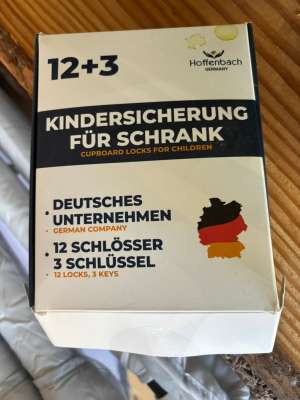 12+3
Hoffenbach
GERMANY
KINDERSICHERUNG
FÜR SCHRANK
CUPBOARD LOCKS FOR CHILDREN
• DEUTSCHES
UNTERNEHMEN
• GERMAN COMPANY
• 12 SCHLÖSSER
3 SCHLÜSSEL
• 12 LOCKS, 3 KEYS